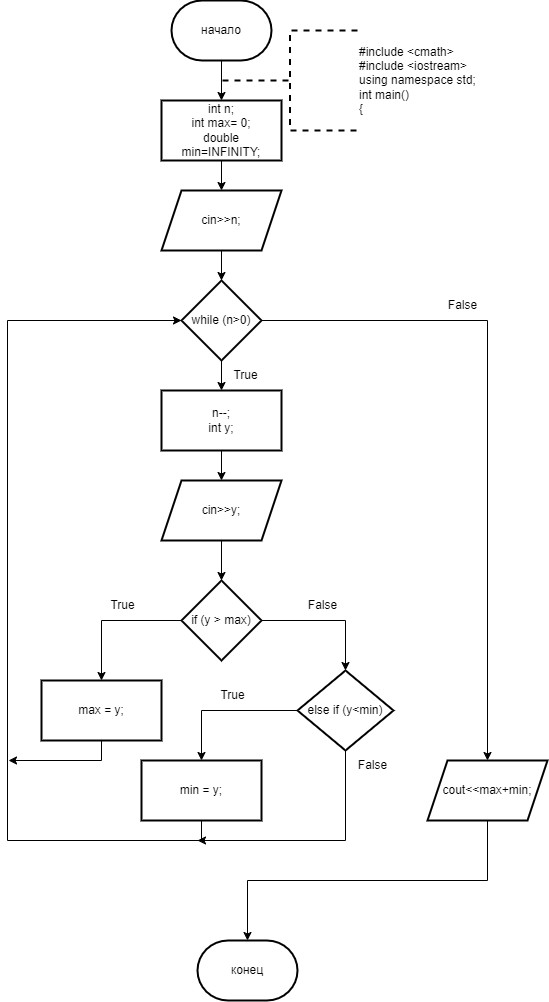 начало
#include <cmath>
#include <iostream>
using namespace std;
int main()
{
int n;
int max= 0;
double
min=INFINITY;
cin>>n;
while (n>0)
False
True
n--;
int y;
cin>>y;
if (y > max)
True
False
max = y;
else if (y<min)
True
False
min = y;
cout<<max+min;
конец